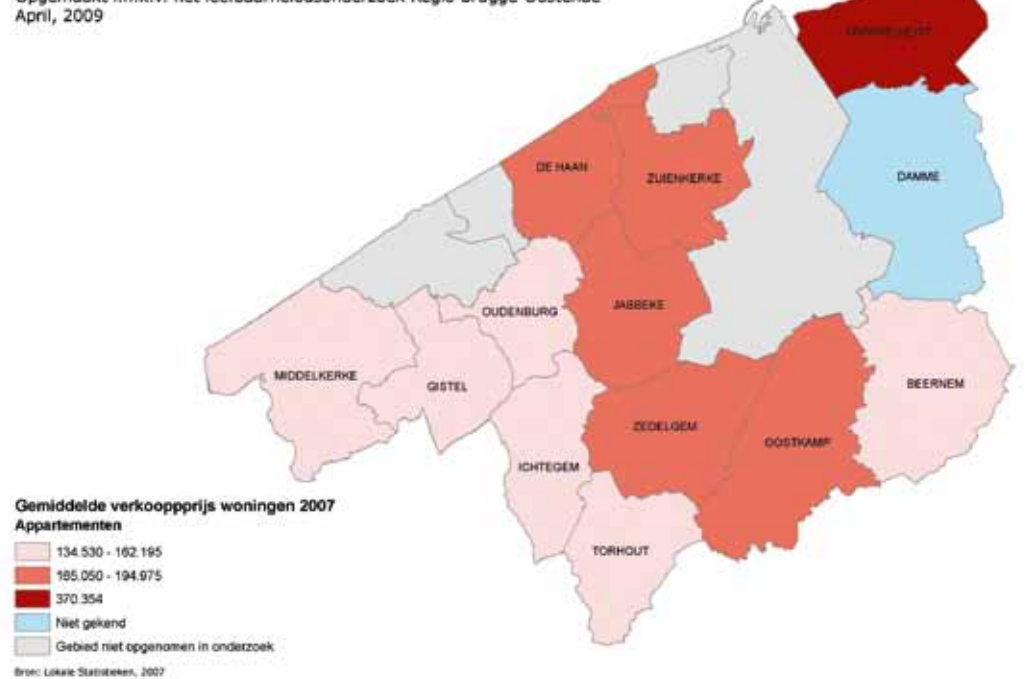 April, 2009
DE HAAN
ZUIENKERKE
DAMME
JABBEKE
OUDENBURG
MIDDELKERKE
GISTEL
BEERNEM
ZEDELGEM
OOSTKAMP
ICHTEGEM
TORHOUT
Gemiddelde verkooppprijs woningen 2007
Appartementen
134.530 - 162.195
165.050 - 194.975
370.354
Niet gekend
Gebied niet opgenomen in onderzoek
Bron: Lokale Statistieken, 2007